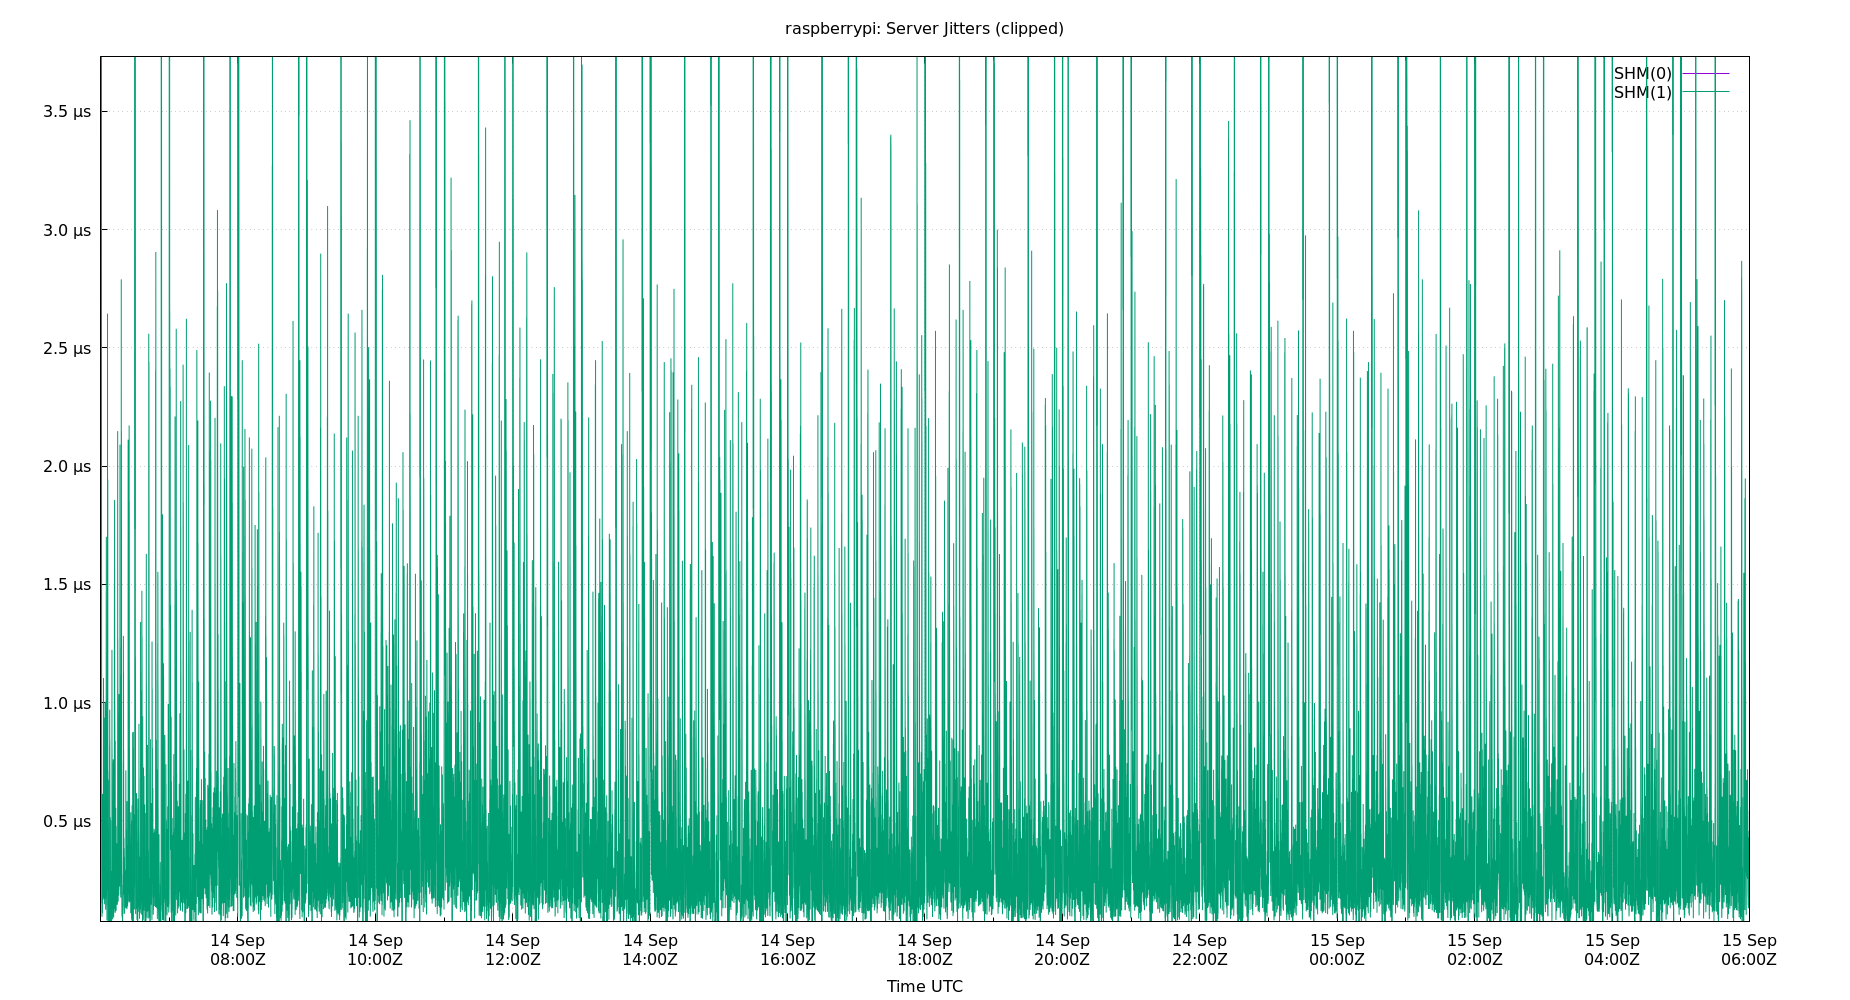 raspberrypi: Server Jitters (clipped)
SHM(0)
SHM(1)
3.5 µs
3.0 µs
2.5 µs
2.0 µs
1.5 µs
1.0 µs
0.5 µs
14 Sep 14 Sep 14 Sep 14 Sep 14 Sep 14 Sep 14 Sep 14 Sep 15 Sep 15 Sep 15 Sep 15 Sep
08:00Z 10:00Z 12:00Z 14:00Z 16:00Z 18:00Z 20:00Z 22:00Z 00:00Z 02:00Z 04:00Z 06:00Z
Time UTC